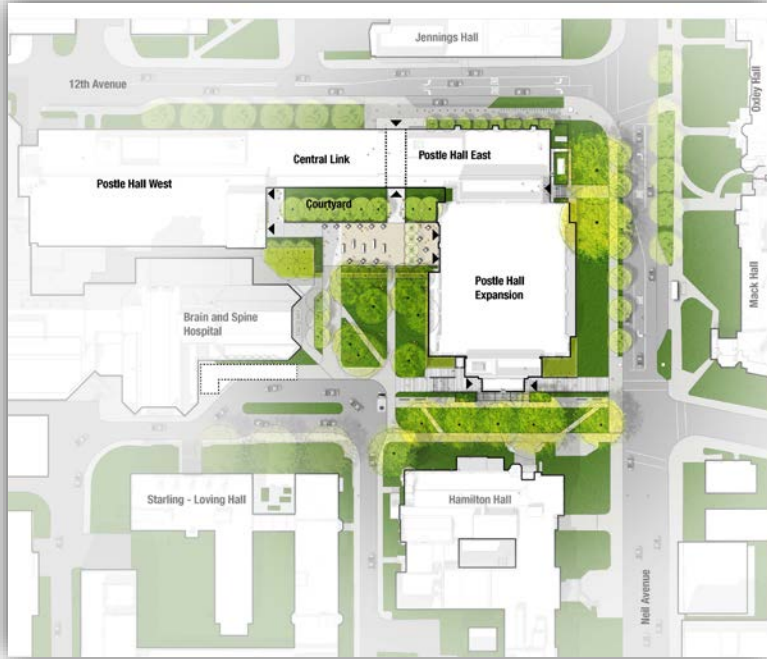 Jennings Hall
12th Avenue
Oxley Hall
Central Link
Postle Hall East
Postle Hall West
Courtyard
Postle Hall
Expansion
Mack Hall
Brain and Spine
Hospital
Starling - Loving Hall
Hamilton Hall
Neil Avenue